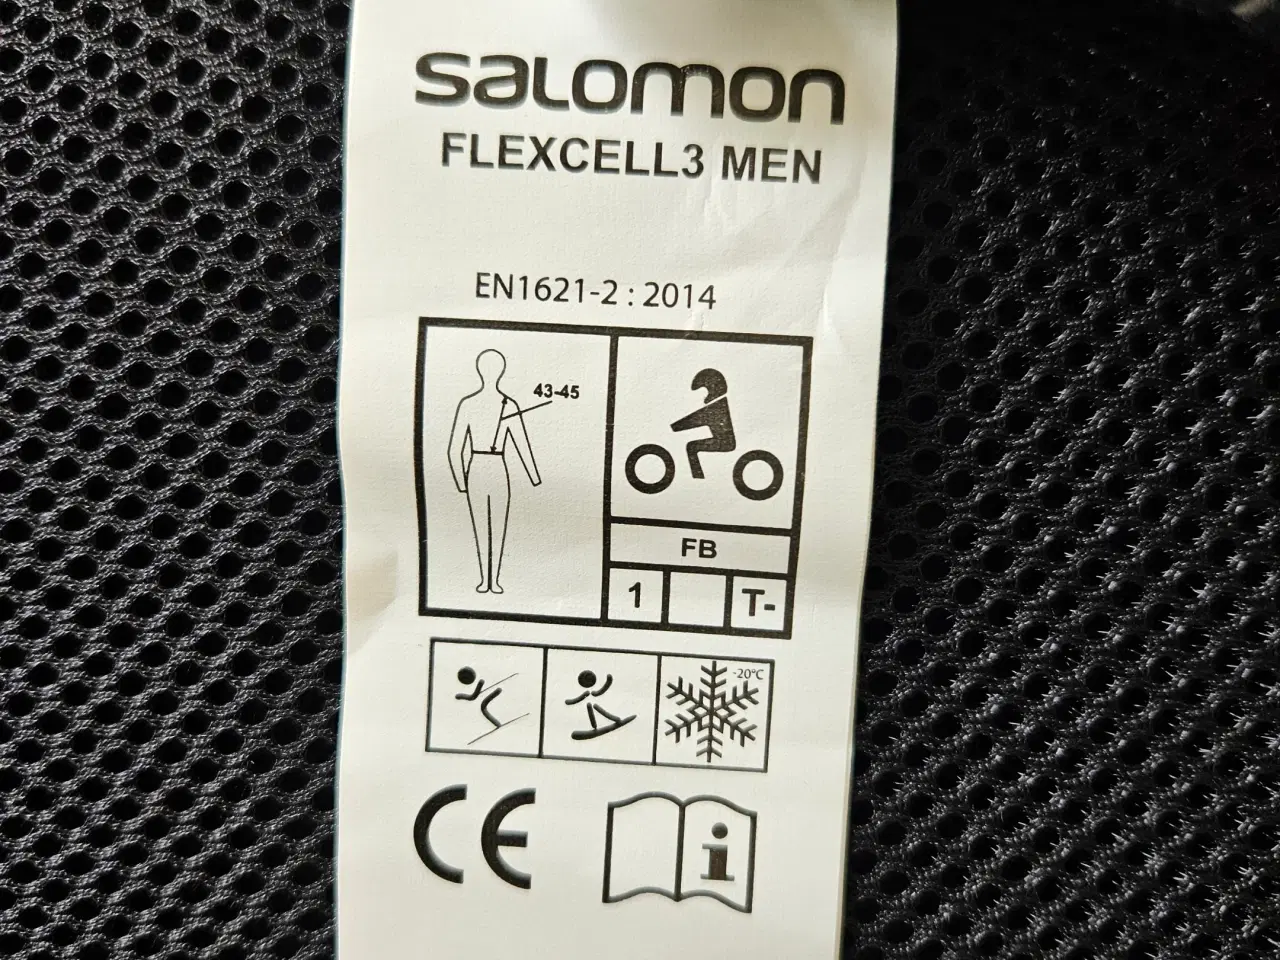 SALOMON
FLEXCELL3 MEN
EN1621-2 : 2014
43-45
FB
1 T-
-20°C
CE
i